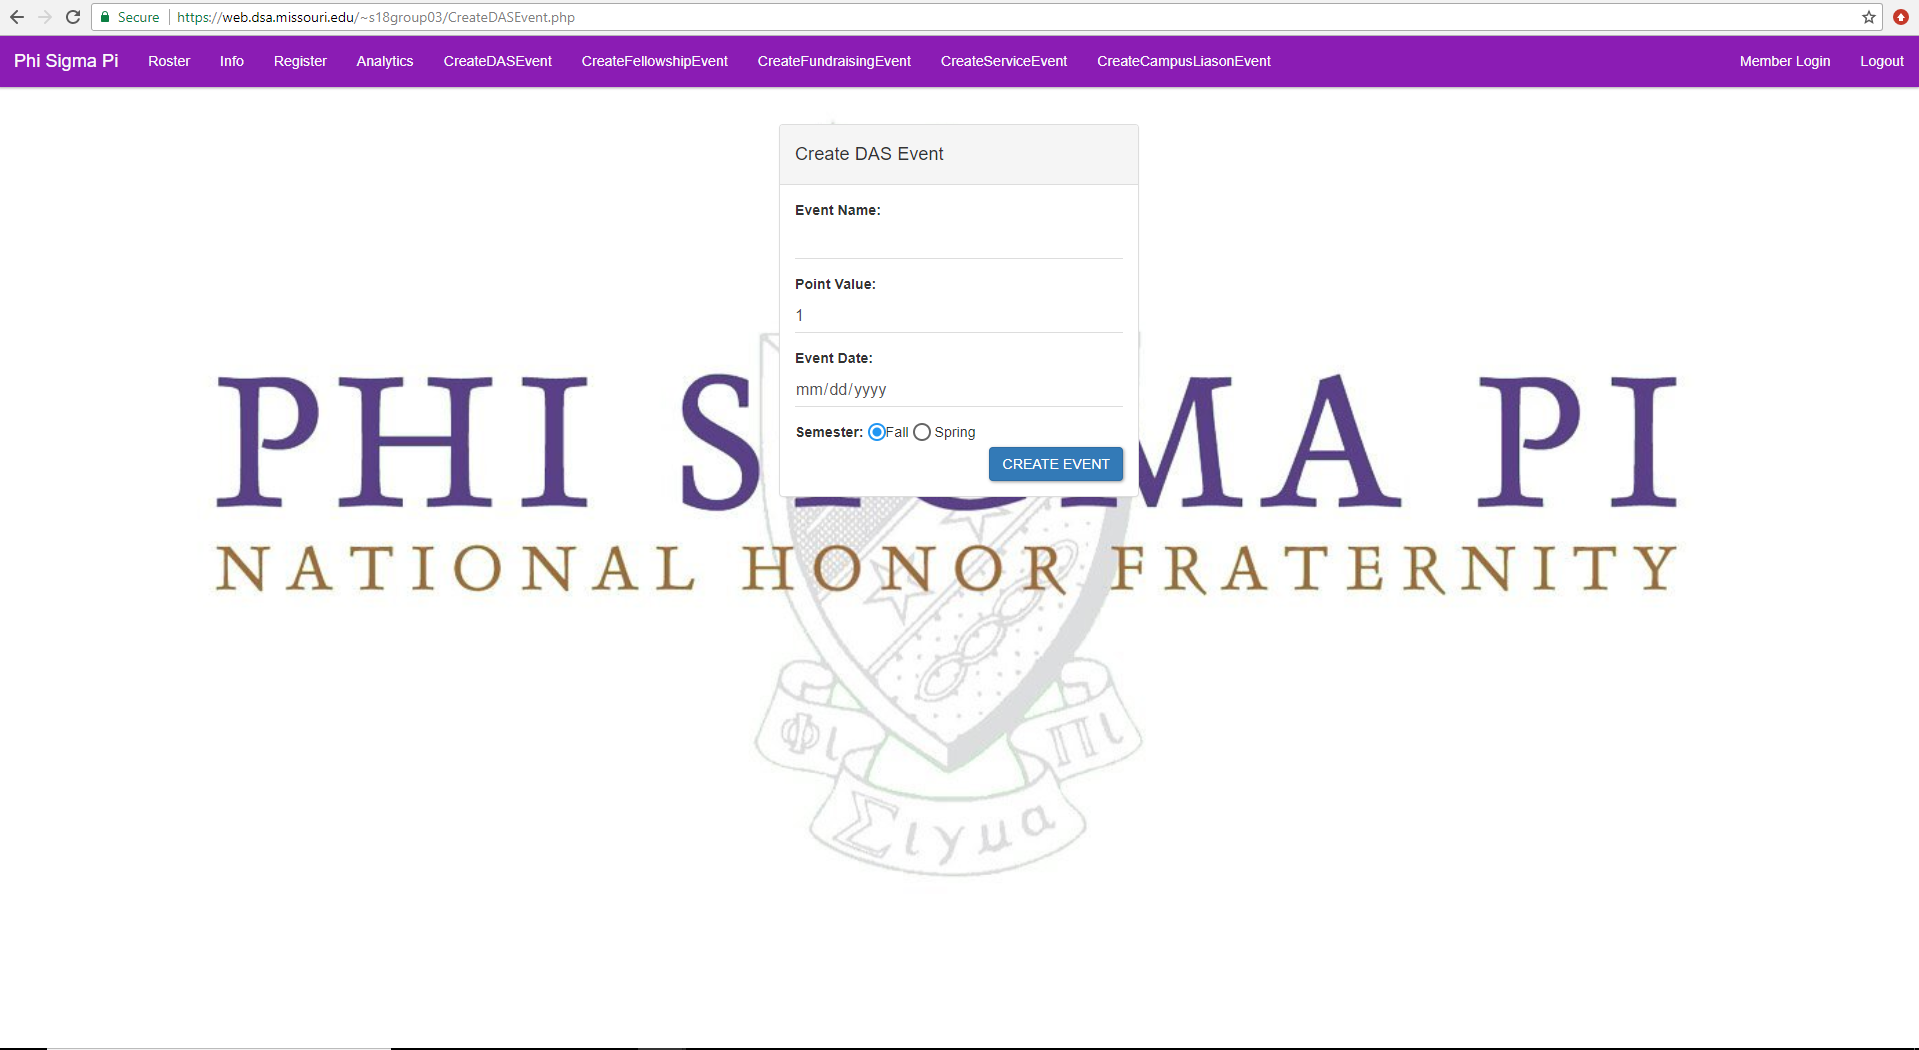 Secure https://web.dsa.missouri.edu/~s18group03/CreateDASEvent.php
Phi Sigma Pi Roster Info Register Analytics CreateDASEvent CreateFellowshipEvent CreateFundraisingEvent CreateServiceEvent CreateCampusLiasonEvent Member Login Logout
Create DAS Event
Event Name:
Point Value:
1
Event Date:
mm/dd/yyyy
Semester: Fall Spring
CREATE EVENT
PHI SIGMA PI
NATIONAL HONOR FRATERNITY
Φι Πι
Σιγμα